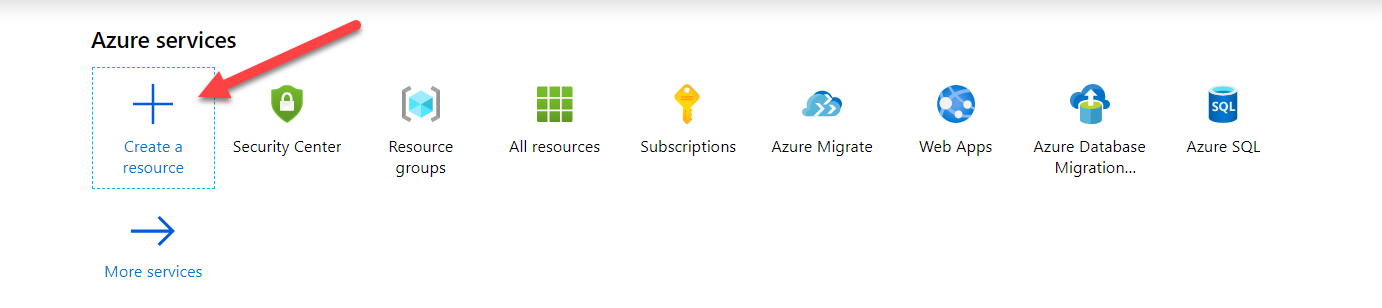 Azure services
Create a
resource
Security Center
Resource
groups
All resources
Subscriptions
Azure Migrate
Web Apps
Azure Database
Migration...
SQL
Azure SQL
More services